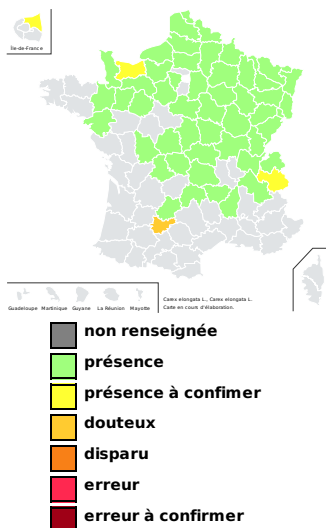 Île-de-France
Guadeloupe Martinique Guyane La Réunion Mayotte
Carex elongata L., Carex elongata L.
Carte en cours d'élaboration.
non renseignée
présence
présence à confimer
douteux
disparu
erreur
erreur à confirmer